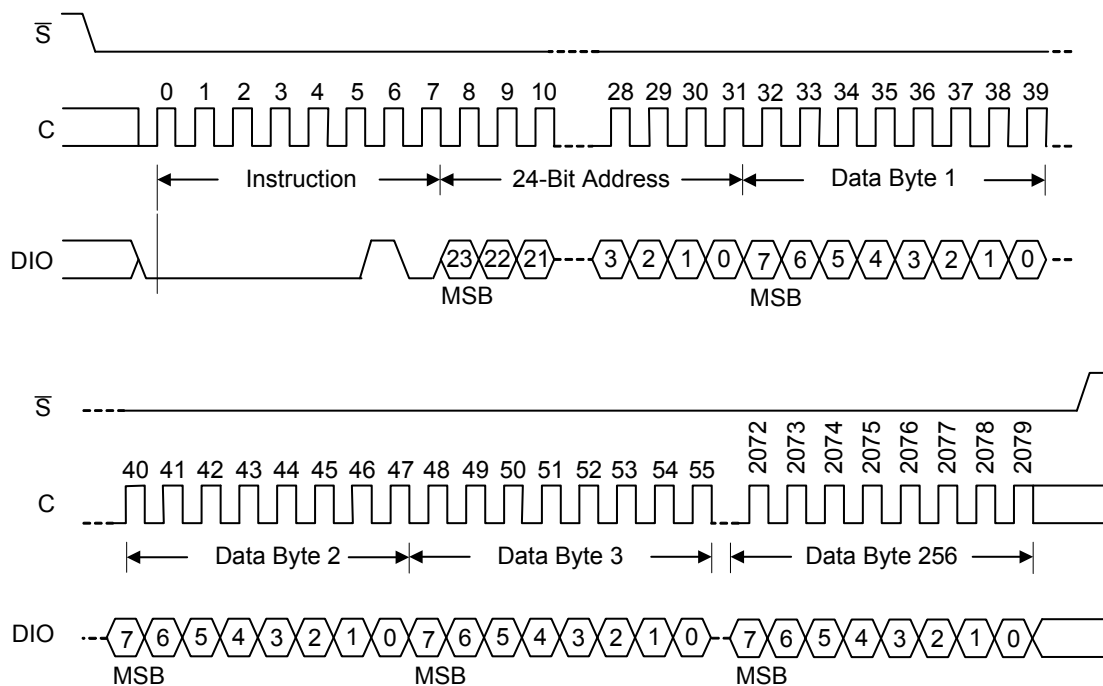 S̅
0 1 2 3 4 5 6 7 8 9 10 28 29 30 31 32 33 34 35 36 37 38 39
C
Instruction 24-Bit Address Data Byte 1
DIO 23 22 21 3 2 1 0 7 6 5 4 3 2 1 0
MSB MSB
S̅
2072 2073 2074 2075 2076 2077 2078 2079
40 41 42 43 44 45 46 47 48 49 50 51 52 53 54 55
C
Data Byte 2 Data Byte 3 Data Byte 256
DIO 7 6 5 4 3 2 1 0 7 6 5 4 3 2 1 0 7 6 5 4 3 2 1 0
MSB MSB MSB